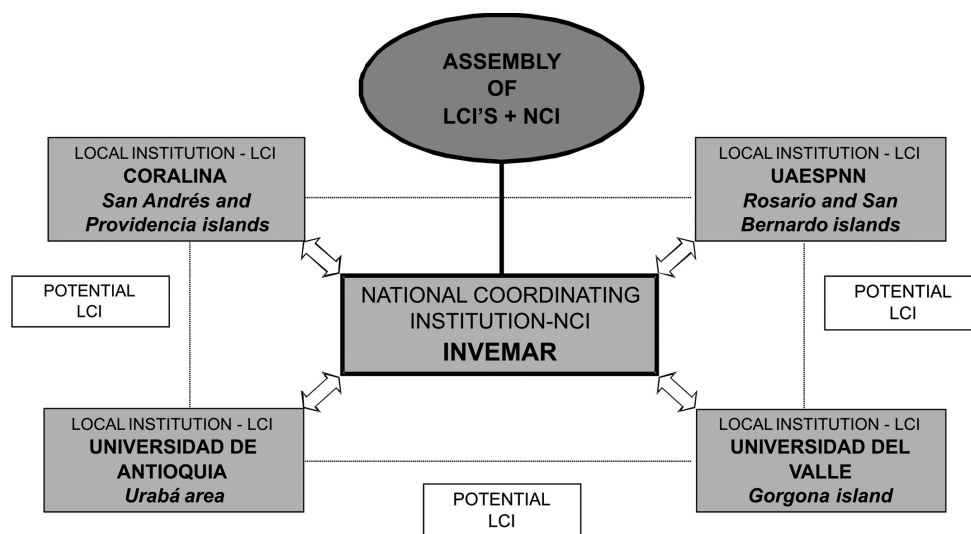 ASSEMBLY
OF
LCI'S + NCI
LOCAL INSTITUTION - LCI
CORALINA
San Andrés and
Providencia islands
LOCAL INSTITUTION - LCI
UAESPNN
Rosario and San
Bernardo islands
POTENTIAL
LCI
NATIONAL COORDINATING
INSTITUTION-NCI
INVEMAR
POTENTIAL
LCI
LOCAL INSTITUTION - LCI
UNIVERSIDAD DE
ANTIOQUIA
Urabá area
LOCAL INSTITUTION - LCI
UNIVERSIDAD DEL
VALLE
Gorgona island
POTENTIAL
LCI